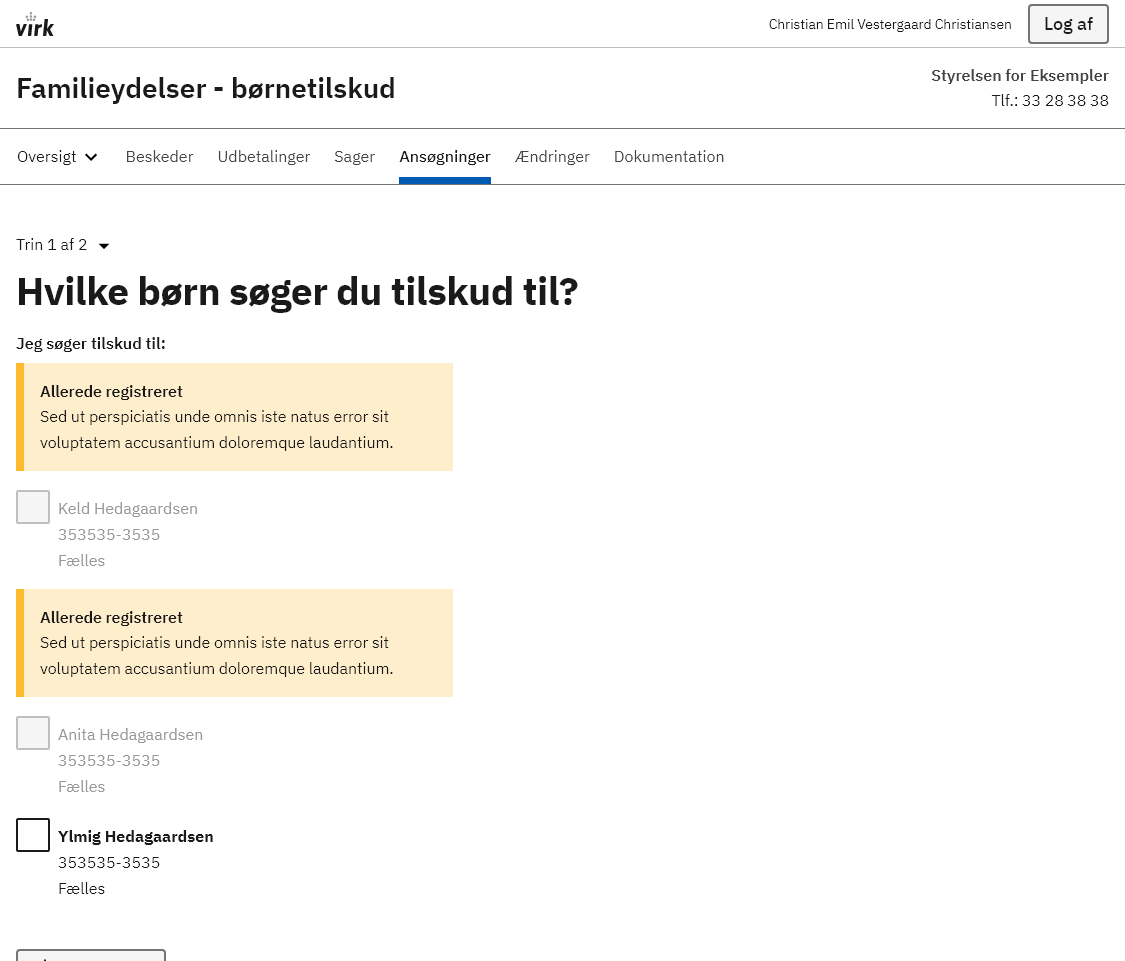 virk
Christian Emil Vestergaard Christiansen
Log af
Familieydelser - børnetilskud
Styrelsen for Eksempler
Tlf.: 33 28 38 38
Oversigt Beskeder Udbetalinger Sager Ansøgninger Ændringer Dokumentation
Trin 1 af 2
Hvilke børn søger du tilskud til?
Jeg søger tilskud til:
Allerede registreret
Sed ut perspiciatis unde omnis iste natus error sit
voluptatem accusantium doloremque laudantium.
Keld Hedagaardsen
353535-3535
Fælles
Allerede registreret
Sed ut perspiciatis unde omnis iste natus error sit
voluptatem accusantium doloremque laudantium.
Anita Hedagaardsen
353535-3535
Fælles
Ylmig Hedagaardsen
353535-3535
Fælles